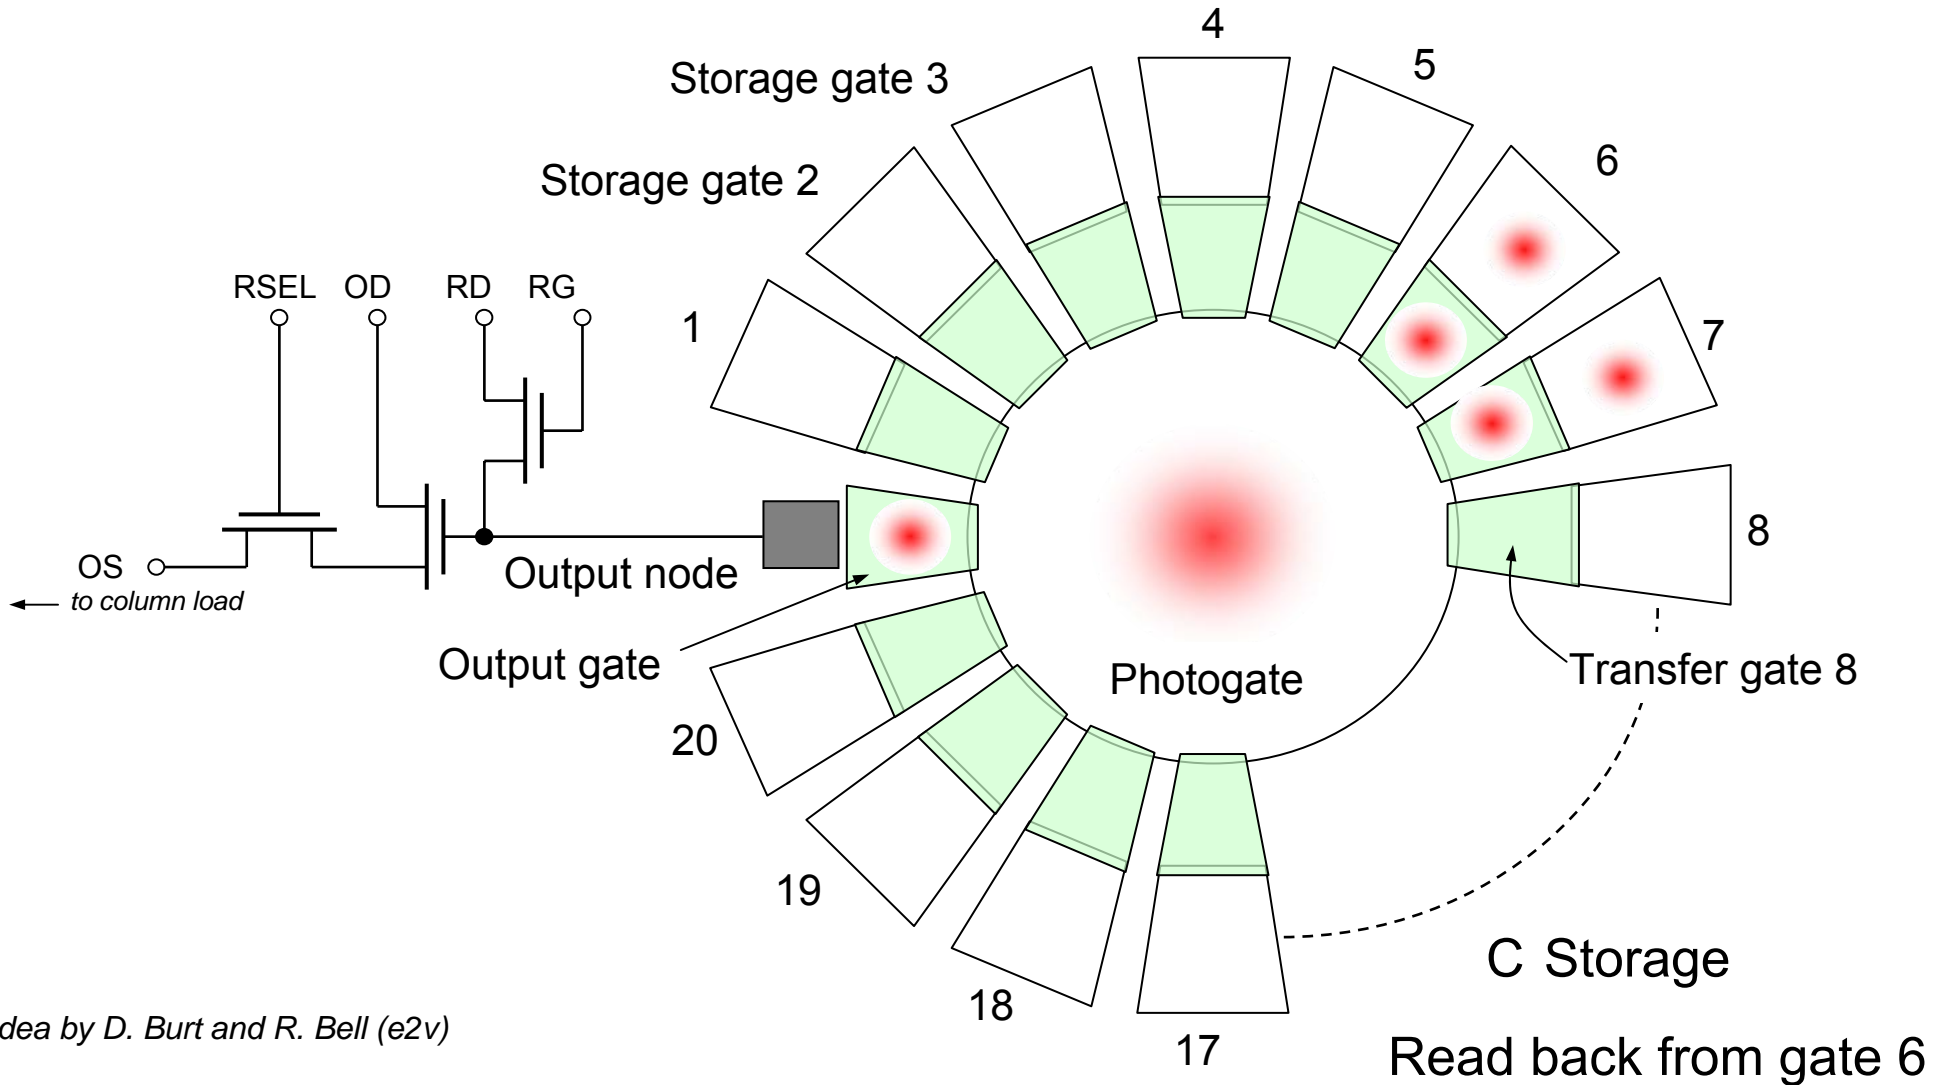 4
Storage gate 3
5
Storage gate 2
6
RSEL
OD
RD
RG
1
7
8
OS
Output node
to column load
Output gate
Photogate
Transfer gate 8
20
19
C Storage
18
17
dea by D. Burt and R. Bell (e2v)
Read back from gate 6